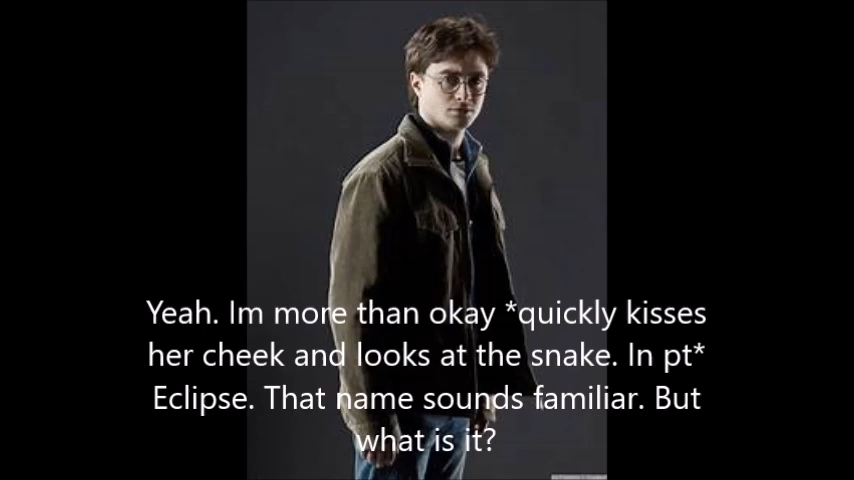 Yeah. Im more than okay *quickly kisses
her cheek and looks at the snake. In pt*
Eclipse. That name sounds familiar. But
what is it?